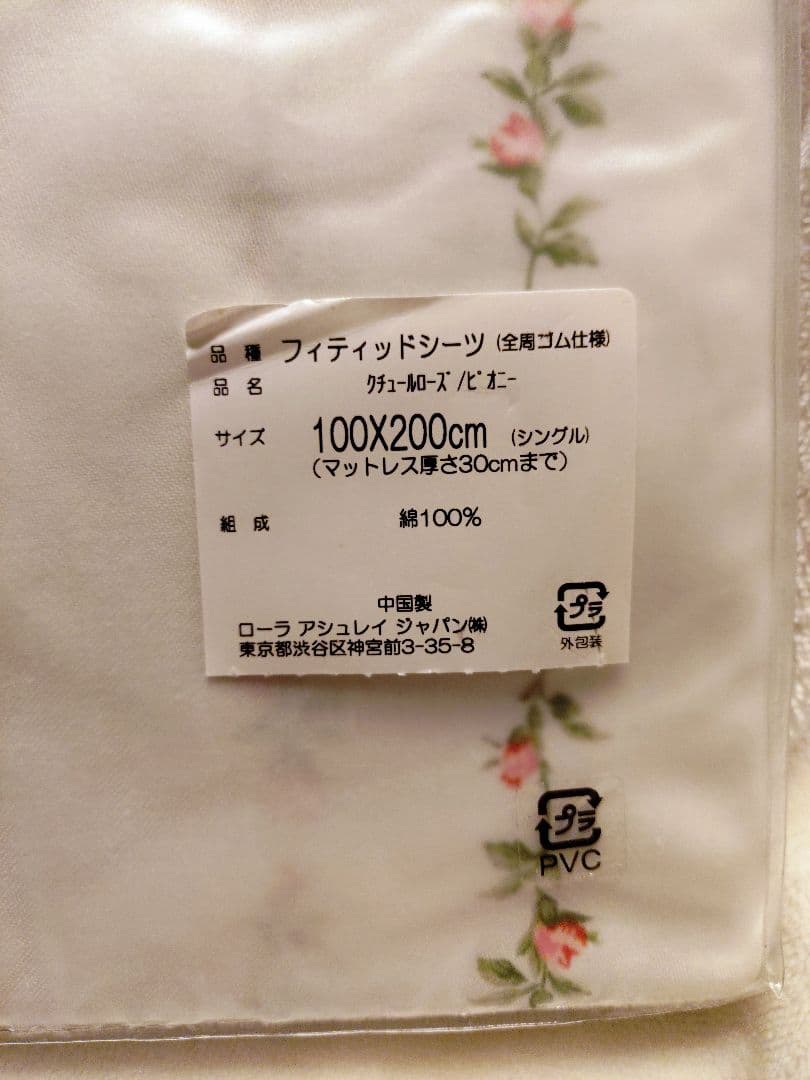 品種 フィティッドシーツ (全周ゴム仕様)
品名 クチュールローズ/ピオニー
サイズ 100X200cm (シングル)
(マットレス厚さ30cmまで)
組成 綿100%
中国製
ローラ アシュレイ ジャパン㈱
東京都渋谷区神宮前3-35-8
プラ
外包装
プラ
PVC